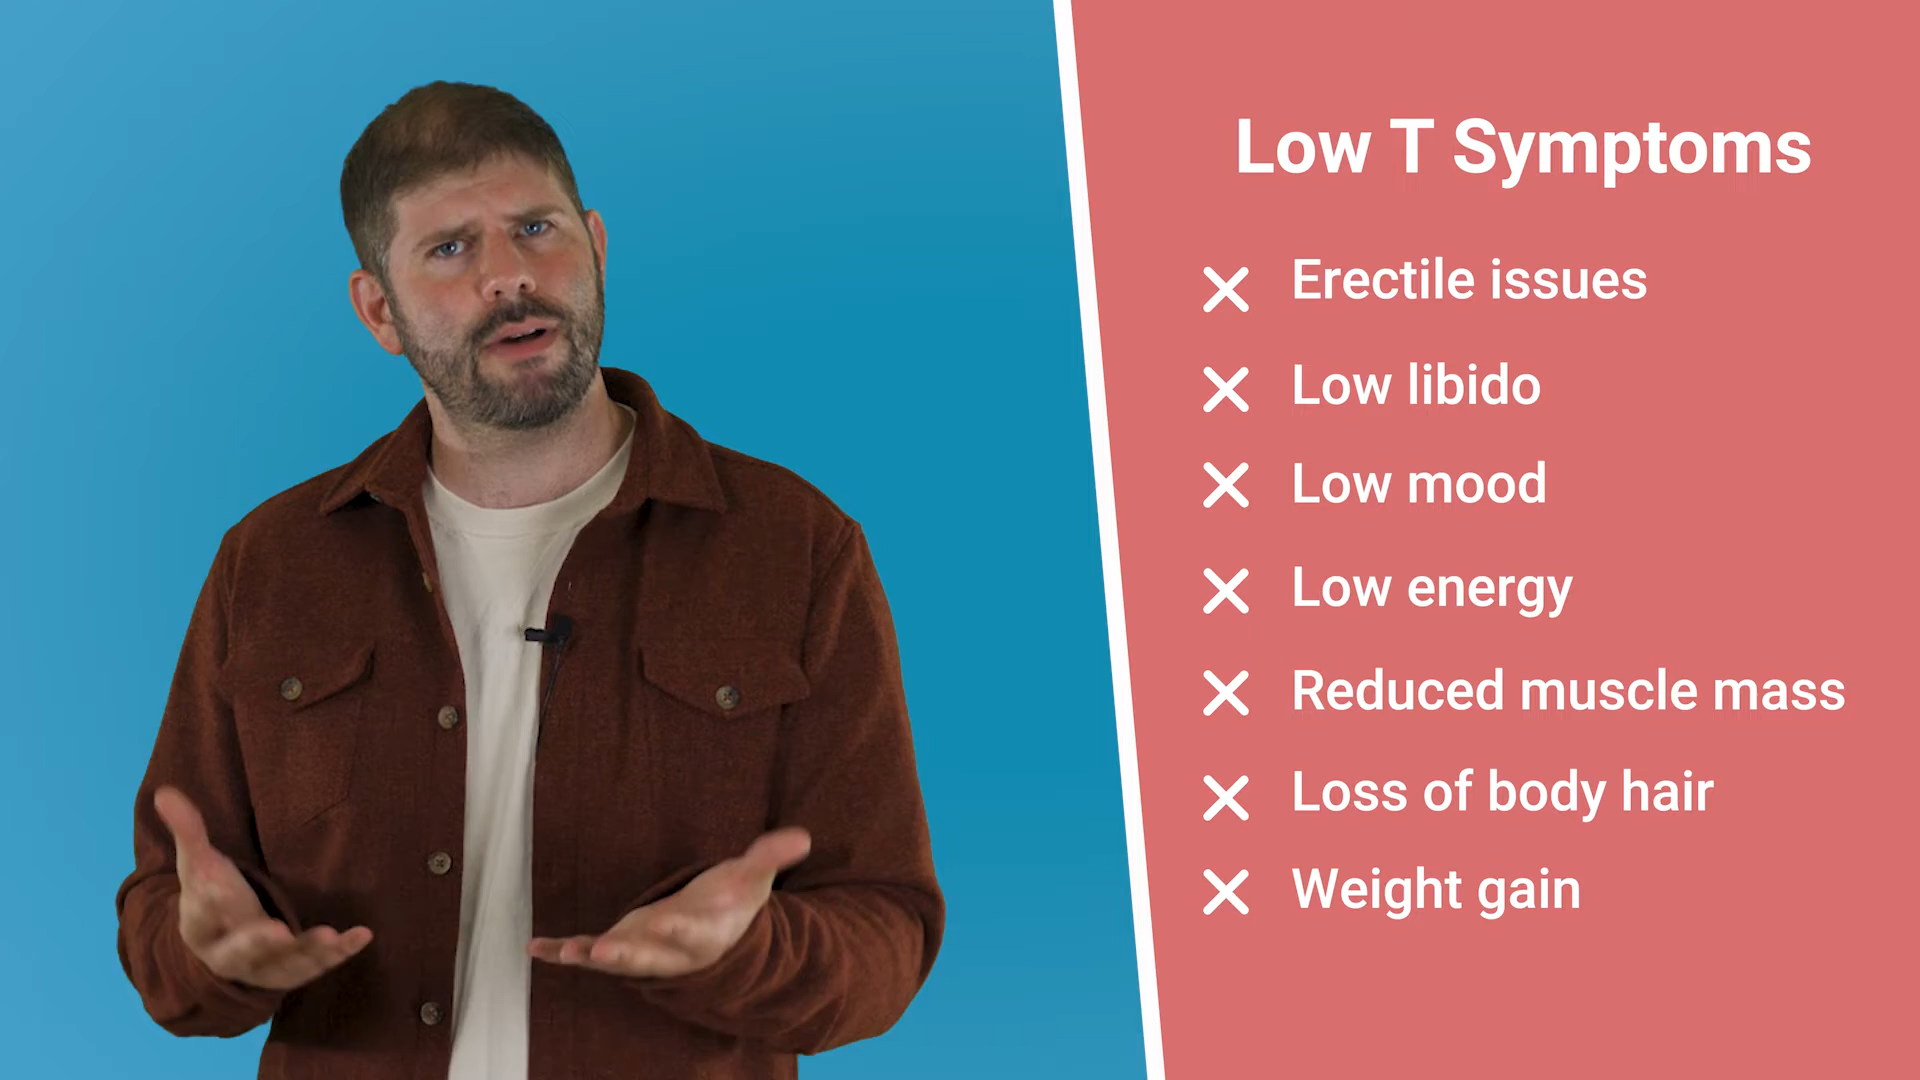 Low T Symptoms
Erectile issues
Low libido
Low mood
Low energy
Reduced muscle mass
Loss of body hair
Weight gain